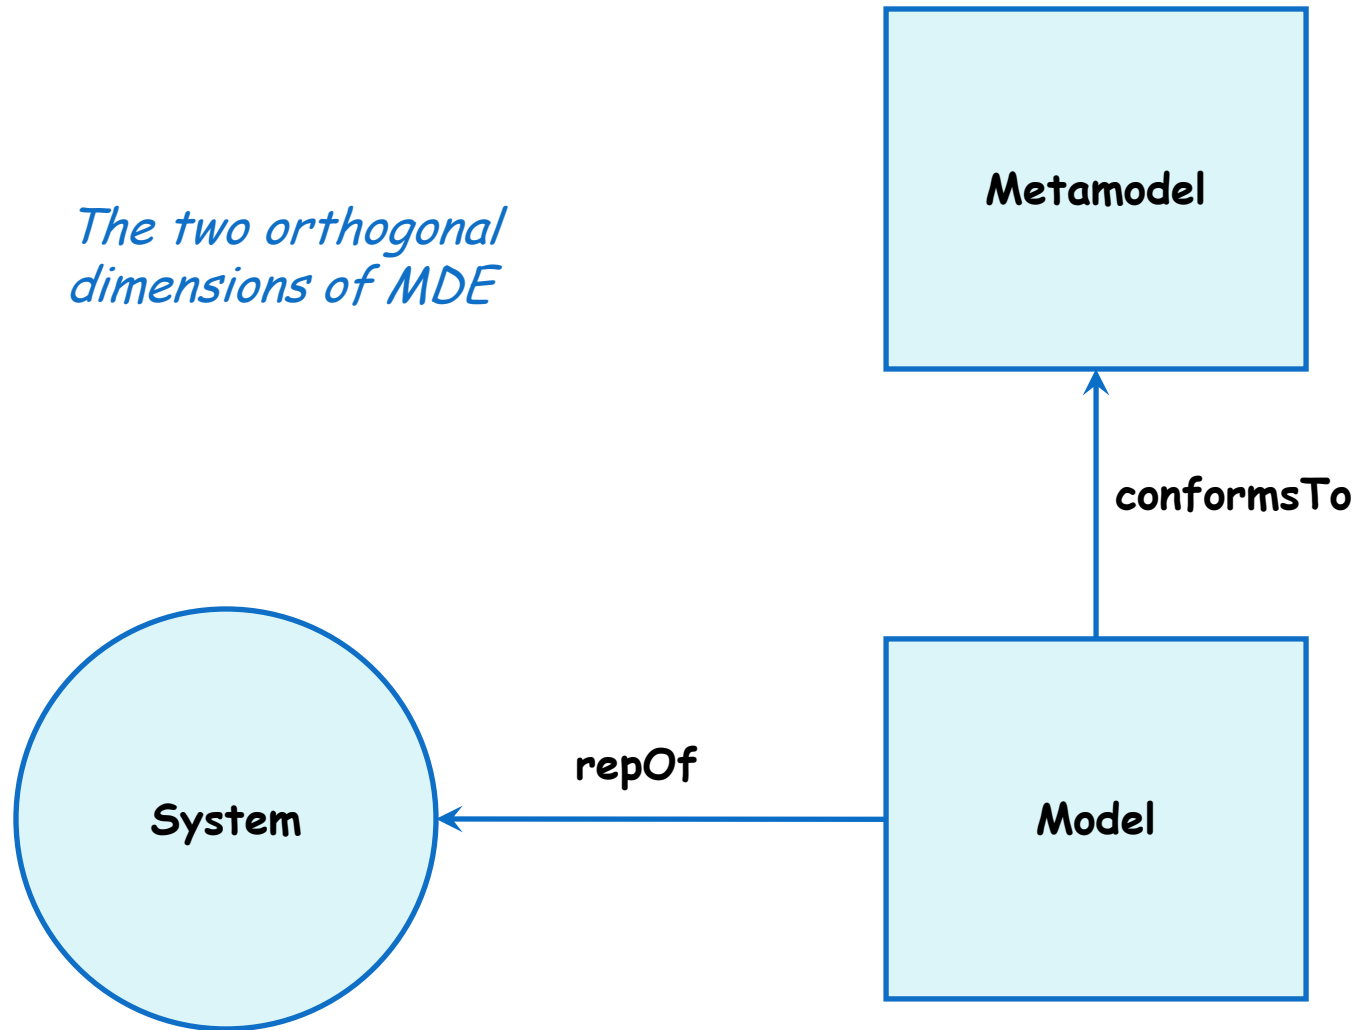 Metamodel
The two orthogonal
dimensions of MDE
conformsTo
repOf
System
Model